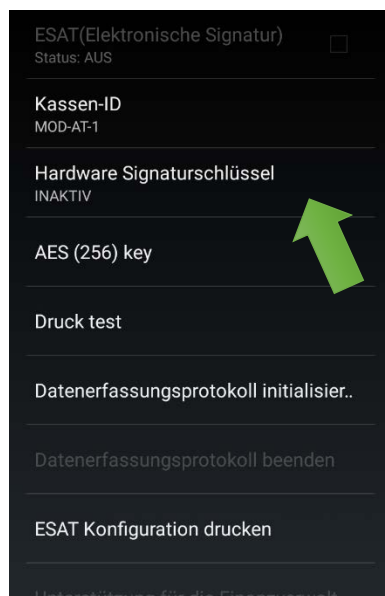 ESAT(Elektronische Signatur)
Status: AUS
Kassen-ID
MOD-AT-1
Hardware Signaturschlüssel
INAKTIV
AES (256) key
Druck test
Datenerfassungsprotokoll initialisier..
Datenerfassungsprotokoll beenden
ESAT Konfiguration drucken